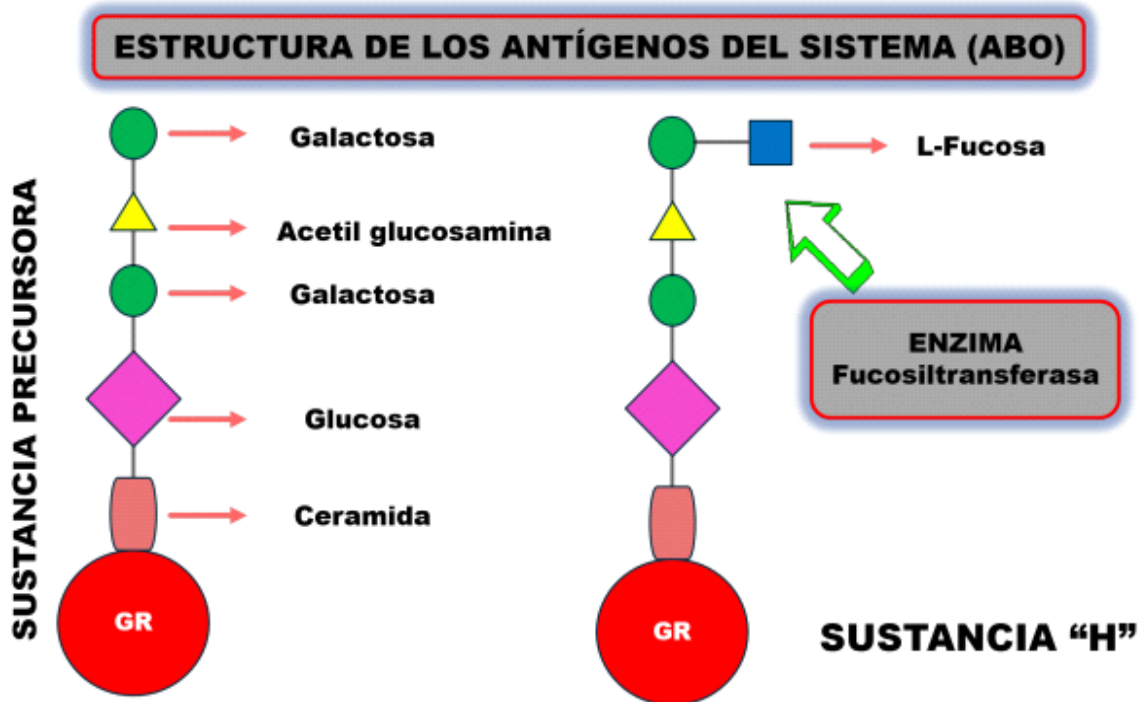 ESTRUCTURA DE LOS ANTÍGENOS DEL SISTEMA (ABO)
SUSTANCIA PRECURSORA
Galactosa
Acetil glucosamina
Galactosa
Glucosa
Ceramida
GR
L-Fucosa
ENZIMA
Fucosiltransferasa
GR
SUSTANCIA “H”